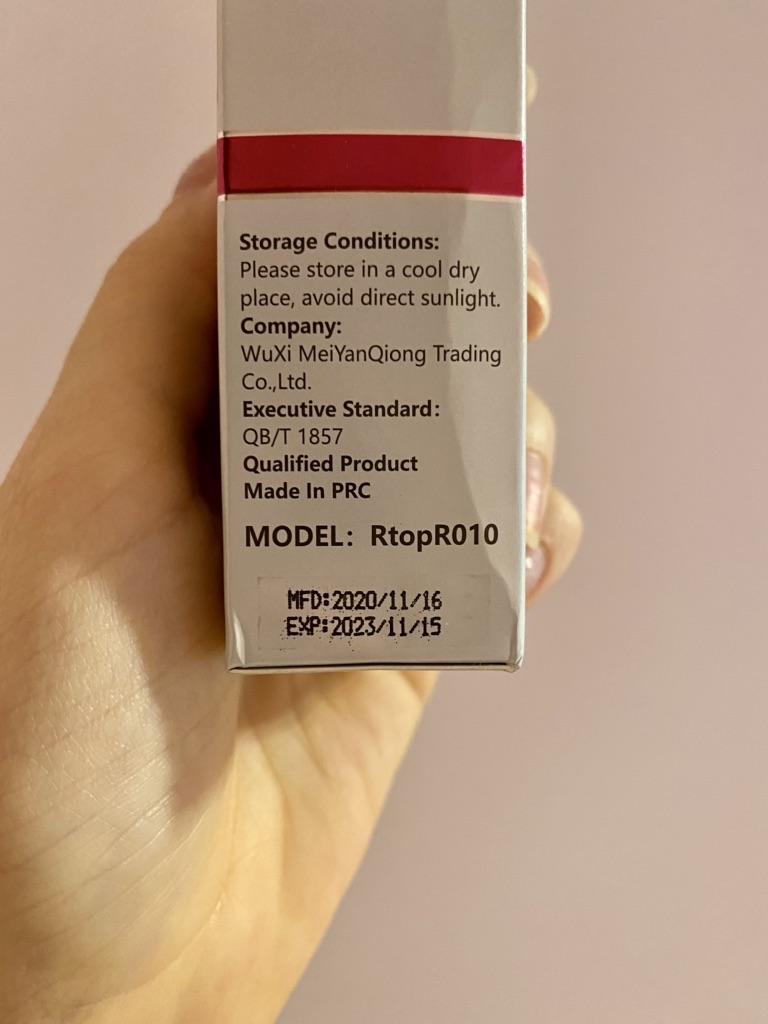 Storage Conditions:
Please store in a cool dry
place, avoid direct sunlight.
Company:
WuXi MeiYanQiong Trading
Co.,Ltd.
Executive Standard:
QB/T 1857
Qualified Product
Made In PRC
MODEL: RtopR010
MFD:2020/11/16
EXP:2023/11/15